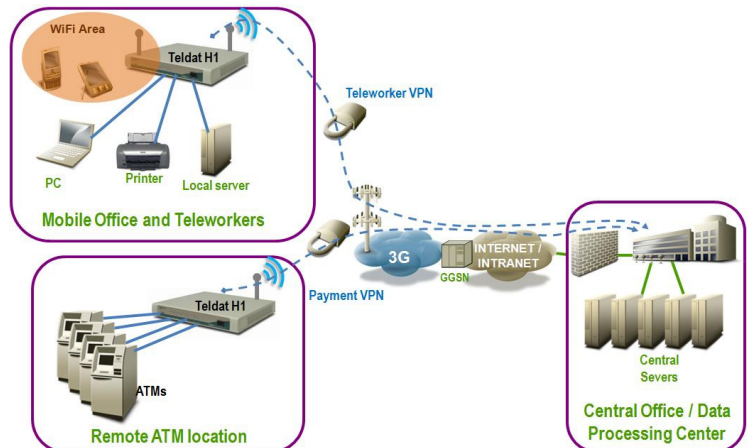 WiFi Area
Teldat H1
PC
Printer
Local server
Mobile Office and Teleworkers
Teleworker VPN
3G
GGSN
INTERNET /
INTRANET
Payment VPN
Teldat H1
ATMs
Remote ATM location
Central
Severs
Central Office / Data
Processing Center